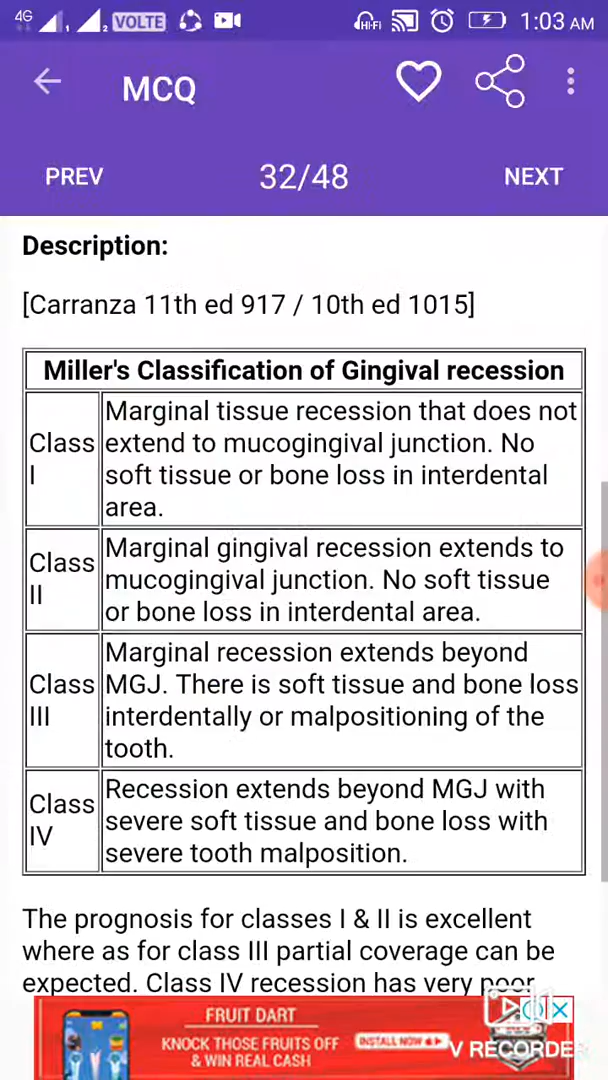 4G 1 2 VOLTE HI-FI 1:03 AM
MCQ
PREV 32/48 NEXT
Description:
[Carranza 11th ed 917 / 10th ed 1015]
Miller's Classification of Gingival recession
Class I
Marginal tissue recession that does not
extend to mucogingival junction. No
soft tissue or bone loss in interdental
area.
Class II
Marginal gingival recession extends to
mucogingival junction. No soft tissue
or bone loss in interdental area.
Class III
Marginal recession extends beyond
MGJ. There is soft tissue and bone loss
interdentally or malpositioning of the
tooth.
Class IV
Recession extends beyond MGJ with
severe soft tissue and bone loss with
severe tooth malposition.
The prognosis for classes I & II is excellent
where as for class III partial coverage can be
expected. Class IV recession has very poor
FRUIT DART
KNOCK THOSE FRUITS OFF
& WIN REAL CASH
INSTALL NOW
V RECORDER